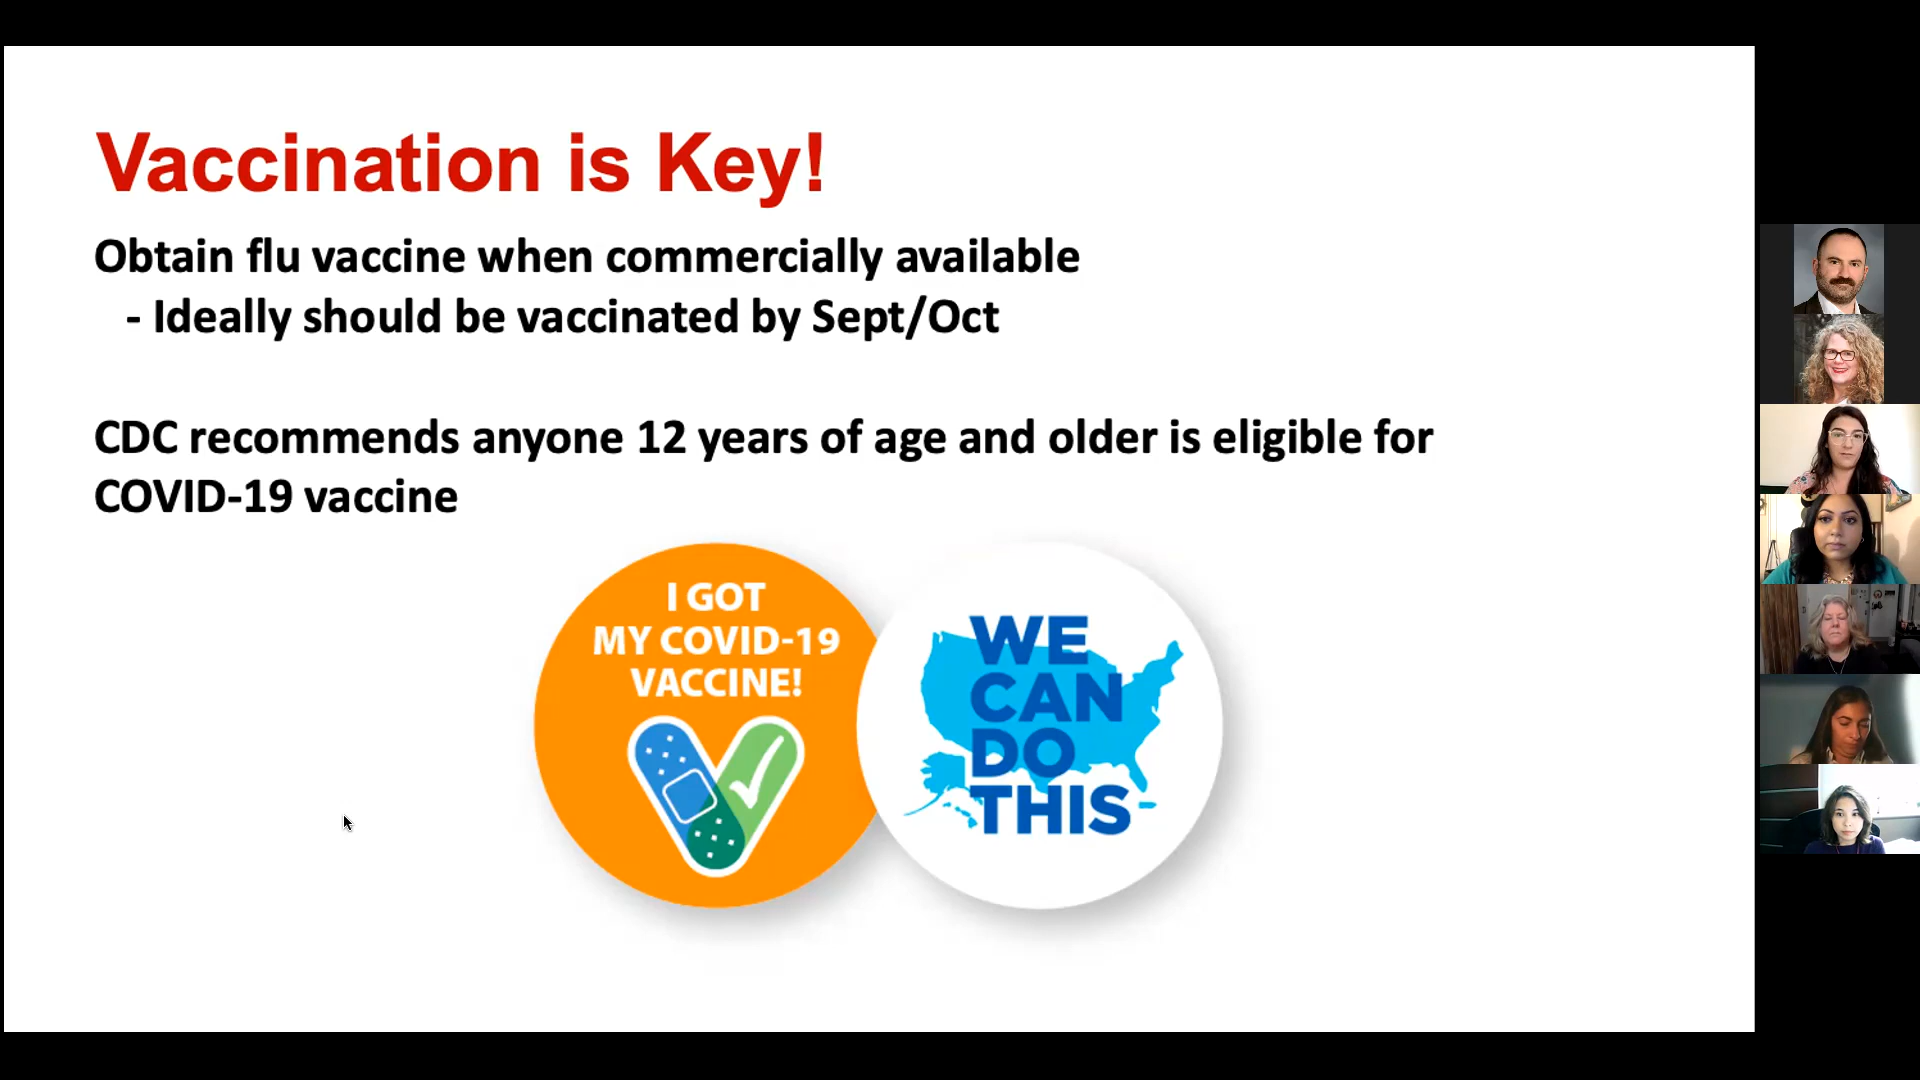 Vaccination is Key!
Obtain flu vaccine when commercially available
- Ideally should be vaccinated by Sept/Oct
CDC recommends anyone 12 years of age and older is eligible for
COVID-19 vaccine
I GOT
MY COVID-19
VACCINE!
WE
CAN
DO
THIS